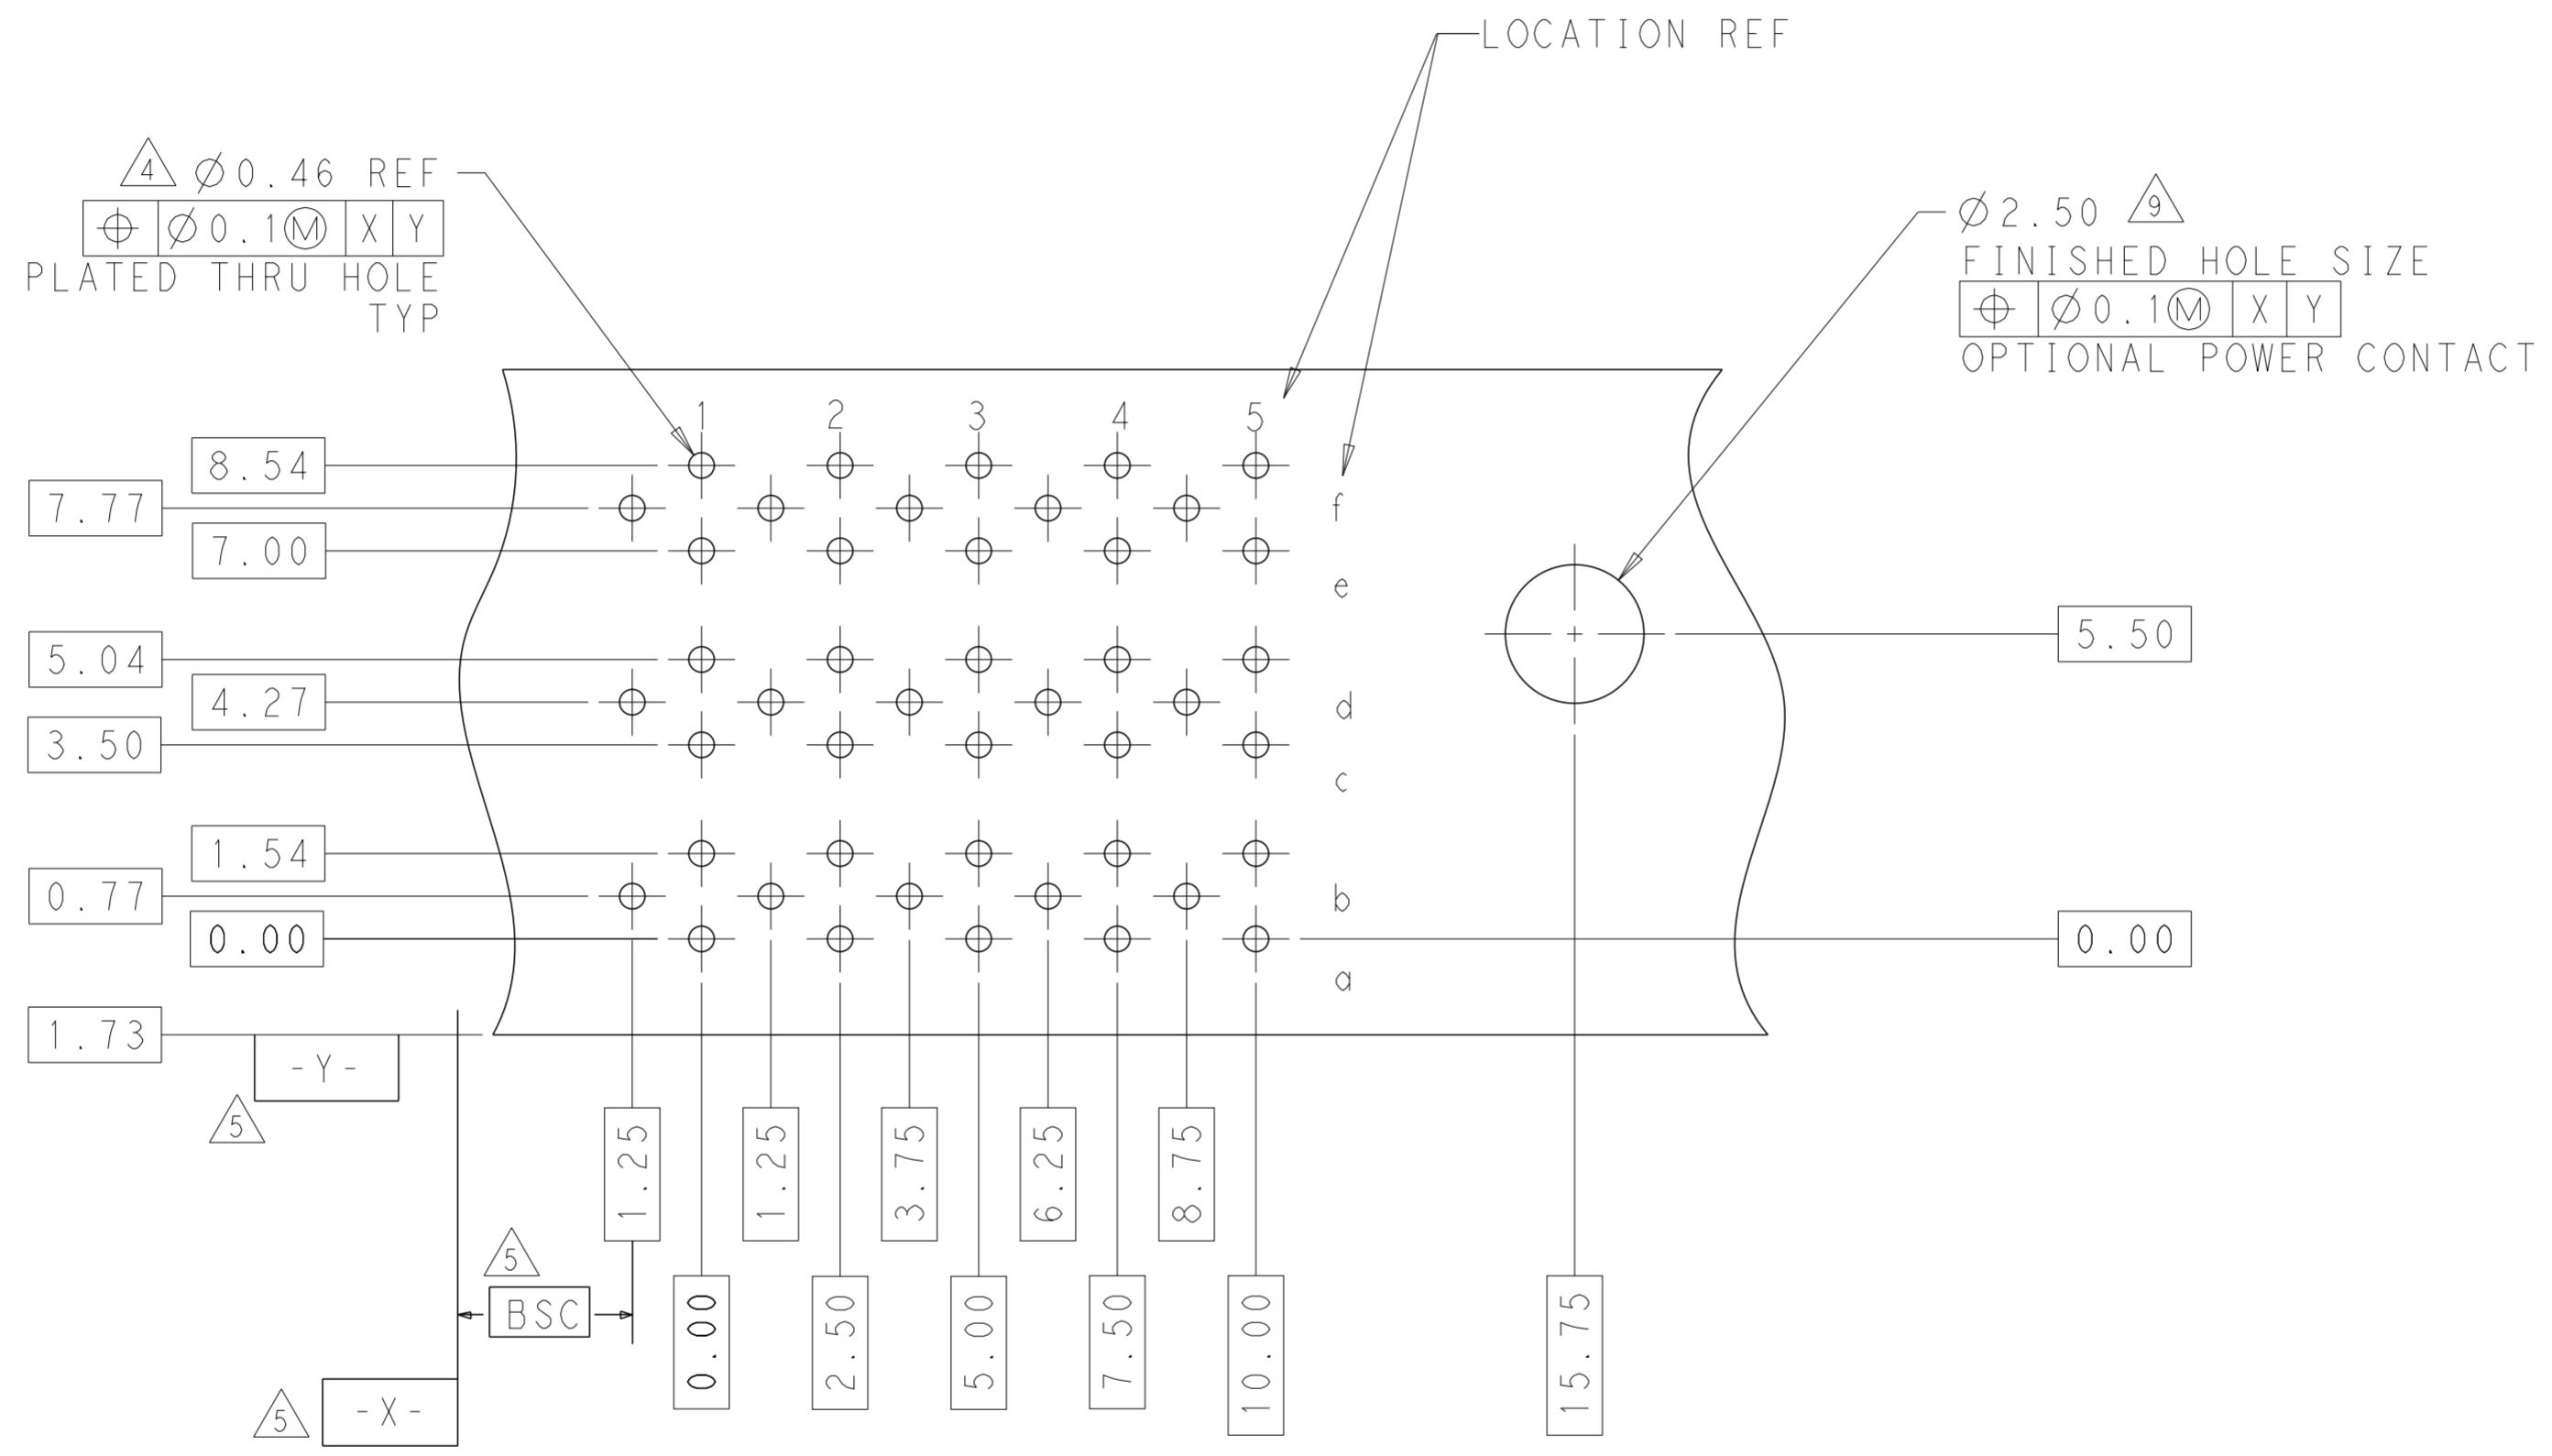 LOCATION REF
4 Ø0.46 REF
⌖ Ø0.1Ⓜ X Y
PLATED THRU HOLE
TYP
Ø2.50 9
FINISHED HOLE SIZE
⌖ Ø0.1Ⓜ X Y
OPTIONAL POWER CONTACT
1 2 3 4 5
8.54
7.77
f
7.00
e
5.50
5.04
4.27
d
3.50
c
1.54
0.77
b
0.00
0.00
a
1.73
-Y-
5
1.25 1.25 3.75 6.25 8.75
5
BSC
0.00 2.50 5.00 7.50 10.00 15.75
5
-X-